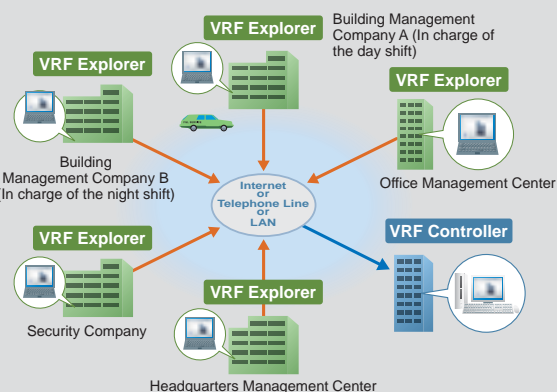 VRF Explorer
Building Management
Company A (In charge of
the day shift)
VRF Explorer
VRF Explorer
Building
Management Company B
(In charge of the night shift)
Office Management Center
Internet
or
Telephone Line
or
LAN
VRF Explorer
VRF Controller
Security Company
VRF Explorer
Headquarters Management Center